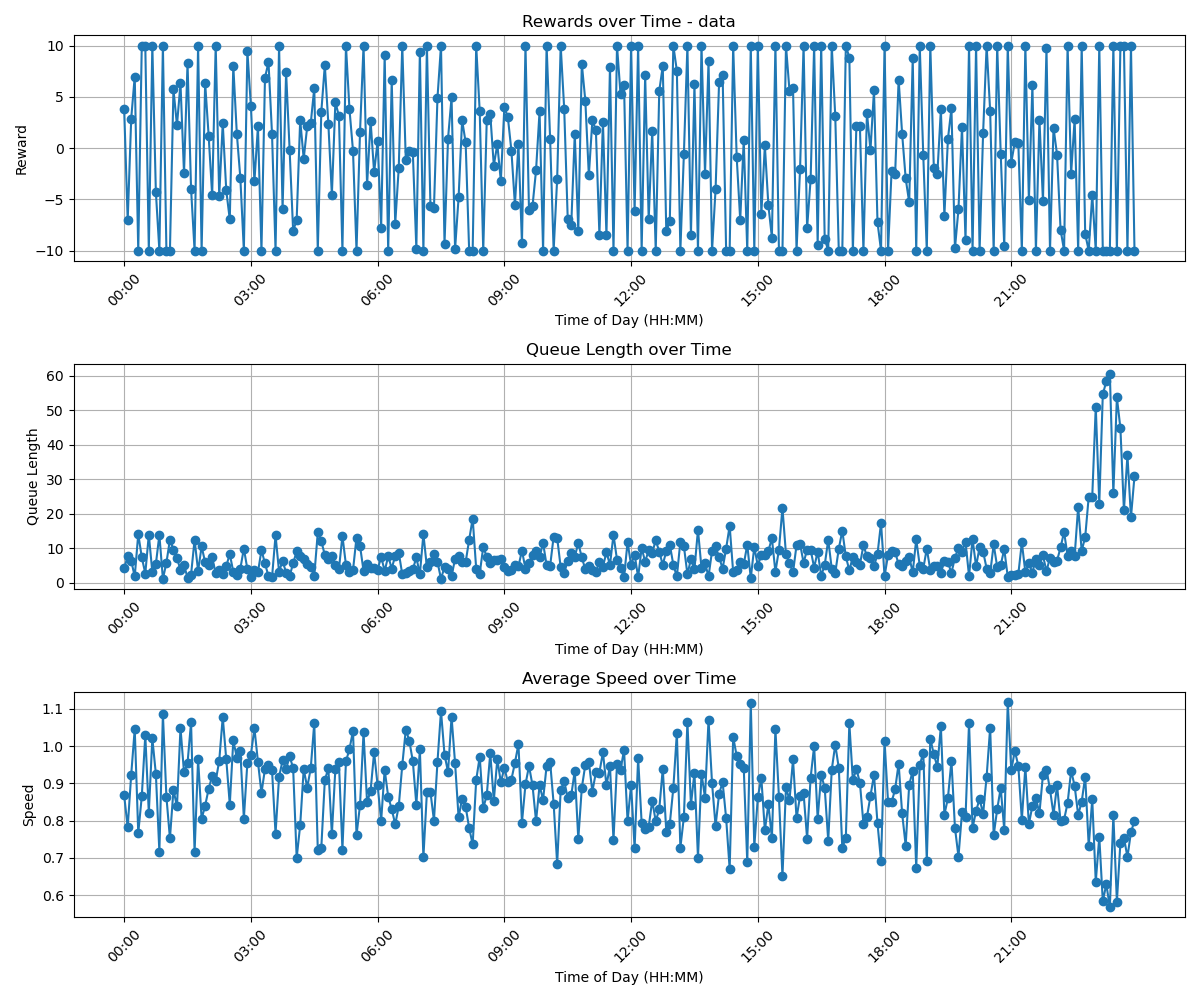 Rewards over Time - data
Reward
10
5
0
−5
−10
00:00 03:00 06:00 09:00 12:00 15:00 18:00 21:00
Time of Day (HH:MM)
Queue Length over Time
Queue Length
60
50
40
30
20
10
0
00:00 03:00 06:00 09:00 12:00 15:00 18:00 21:00
Time of Day (HH:MM)
Average Speed over Time
Speed
1.1
1.0
0.9
0.8
0.7
0.6
00:00 03:00 06:00 09:00 12:00 15:00 18:00 21:00
Time of Day (HH:MM)